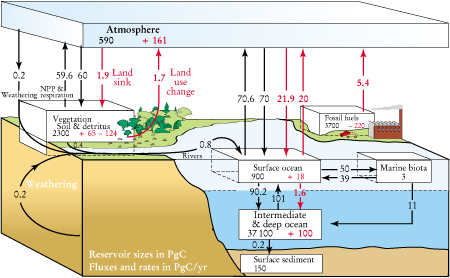 Atmosphere
590 + 161
0.2
59.6
60
1.9
Land
sink
1.7
Land
use
change
70.6
70
21.9
20
5.4
NPP &
Weathering respiration
Vegetation
Soil & detritus
2300 + 65 – 124
Fossil fuels
3700 – 220
0.4
0.8
Rivers
Surface ocean
900 + 18
50
39
Marine biota
3
Weathering
0.2
90.2
101
1.6
11
Intermediate
& deep ocean
37 100 + 100
0.2
Surface sediment
150
Reservoir sizes in PgC
Fluxes and rates in PgC/yr